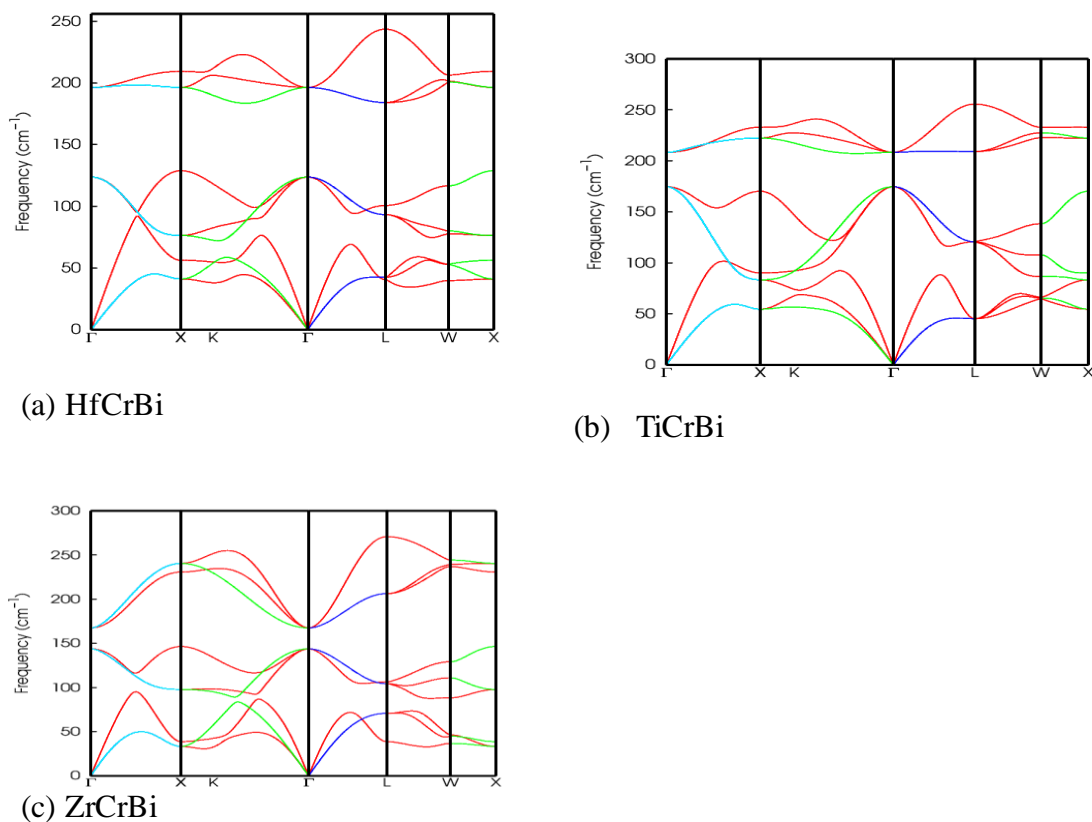 250
200
150
100
50
0
Frequency (cm⁻¹)
Γ X K Γ L W X
(a) HfCrBi
300
250
200
150
100
50
0
Frequency (cm⁻¹)
Γ X K Γ L W X
(b) TiCrBi
300
250
200
150
100
50
0
Frequency (cm⁻¹)
Γ X K Γ L W X
(c) ZrCrBi